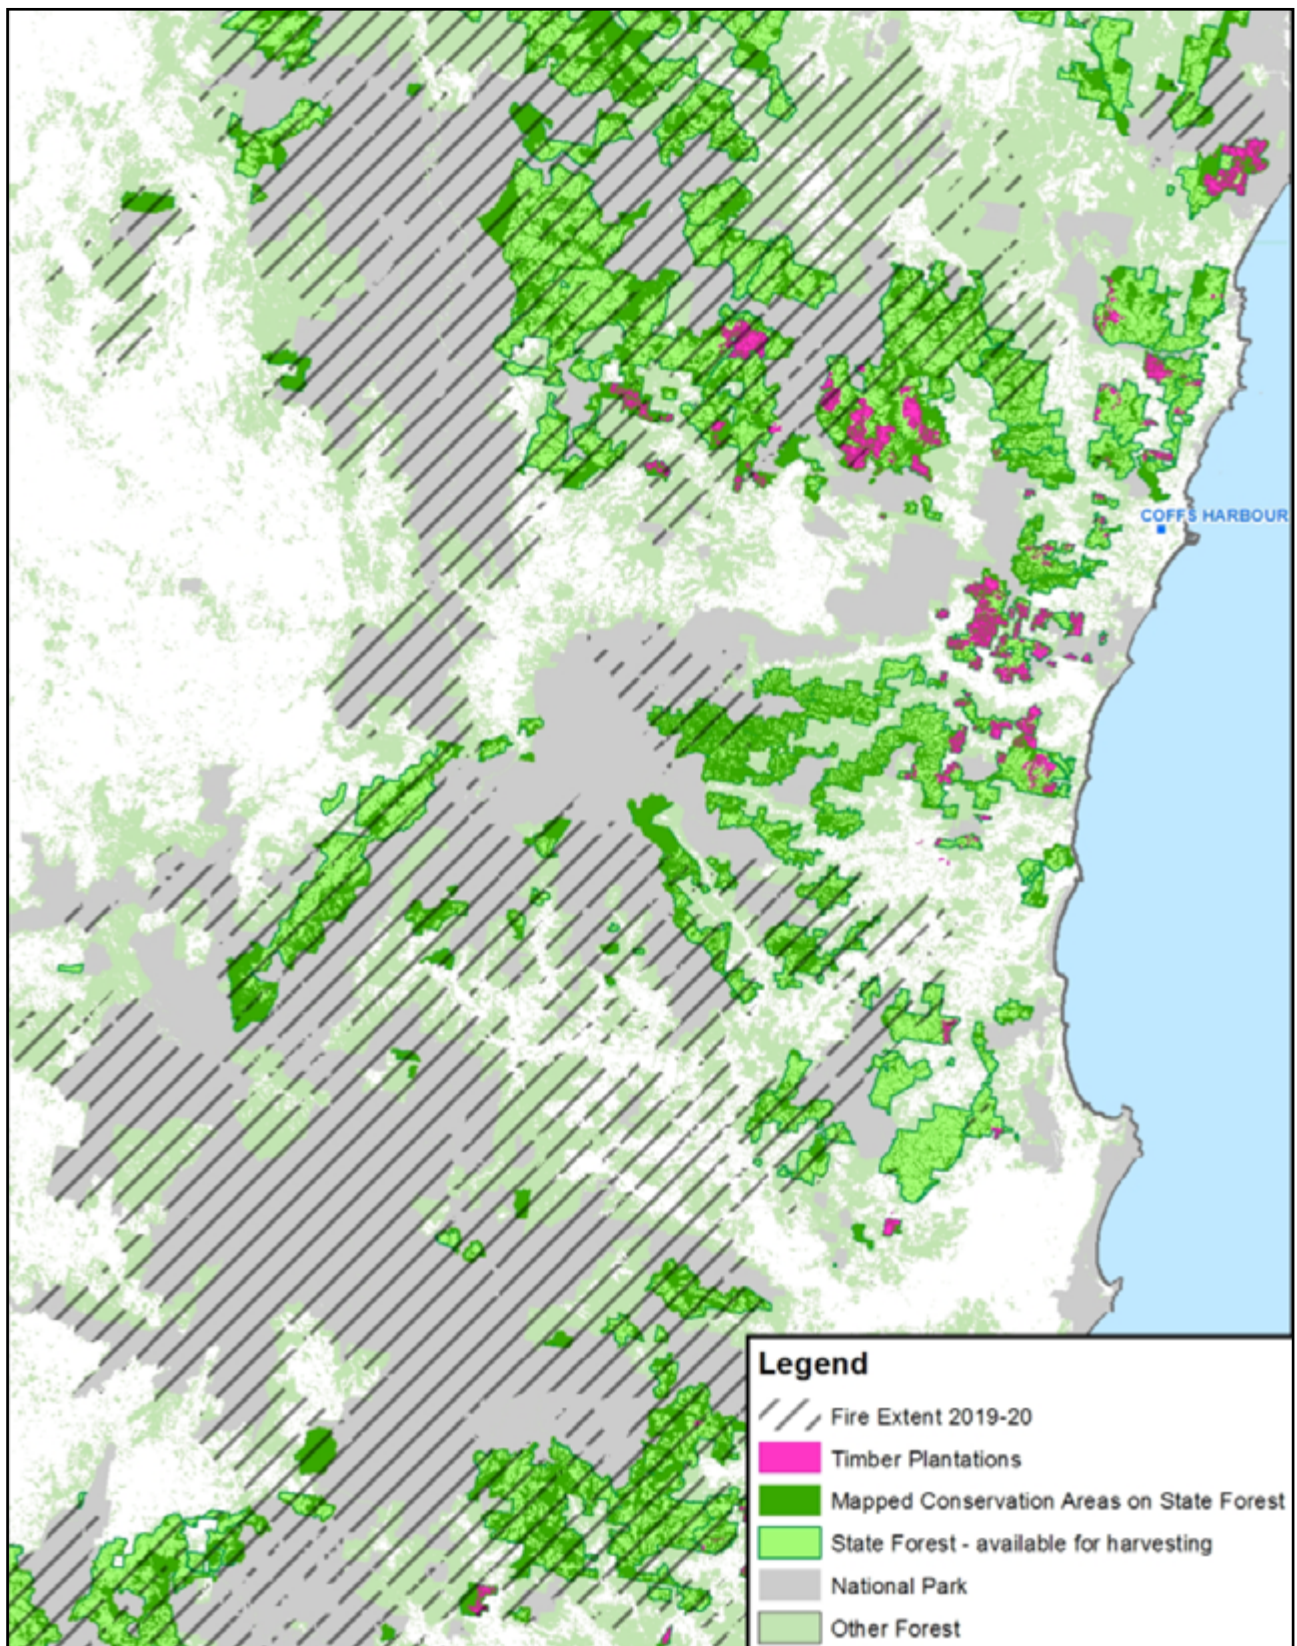 COFFS HARBOUR
Legend
Fire Extent 2019-20
Timber Plantations
Mapped Conservation Areas on State Forest
State Forest - available for harvesting
National Park
Other Forest